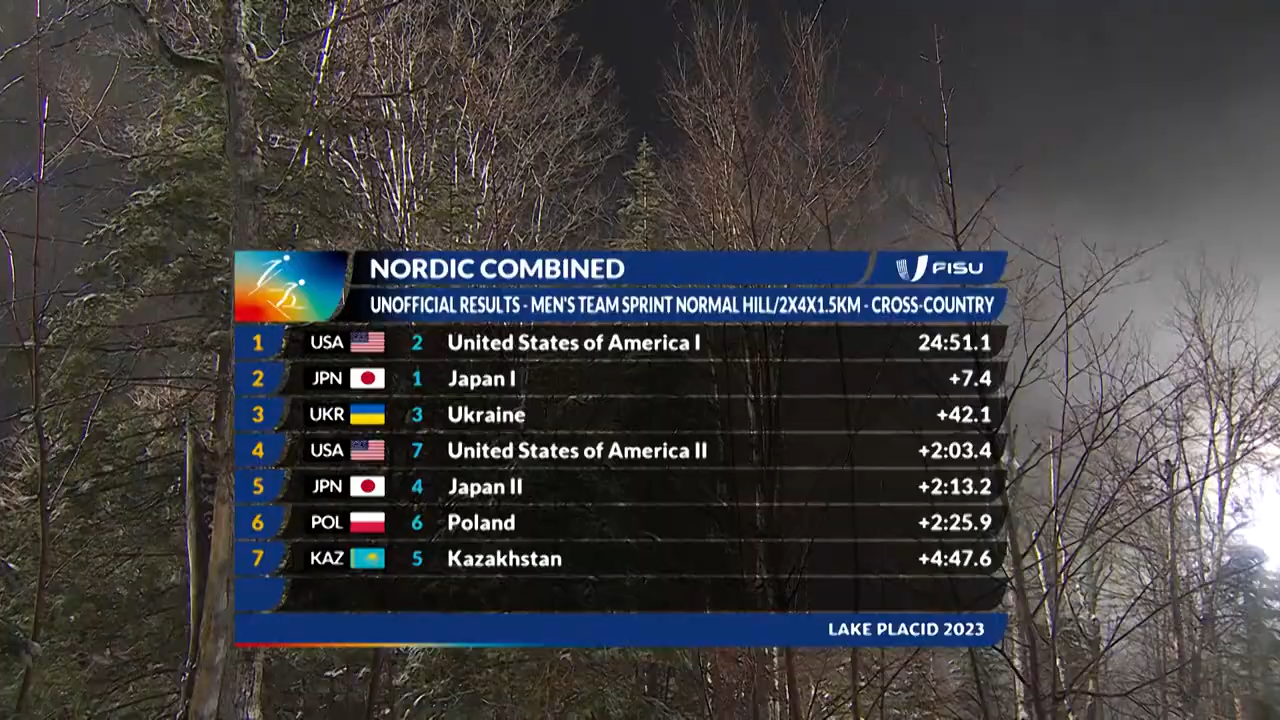 NORDIC COMBINED
FISU
UNOFFICIAL RESULTS - MEN'S TEAM SPRINT NORMAL HILL/2X4X1.5KM - CROSS-COUNTRY
1 USA 2 United States of America I 24:51.1
2 JPN 1 Japan I +7.4
3 UKR 3 Ukraine +42.1
4 USA 7 United States of America II +2:03.4
5 JPN 4 Japan II +2:13.2
6 POL 6 Poland +2:25.9
7 KAZ 5 Kazakhstan +4:47.6
LAKE PLACID 2023